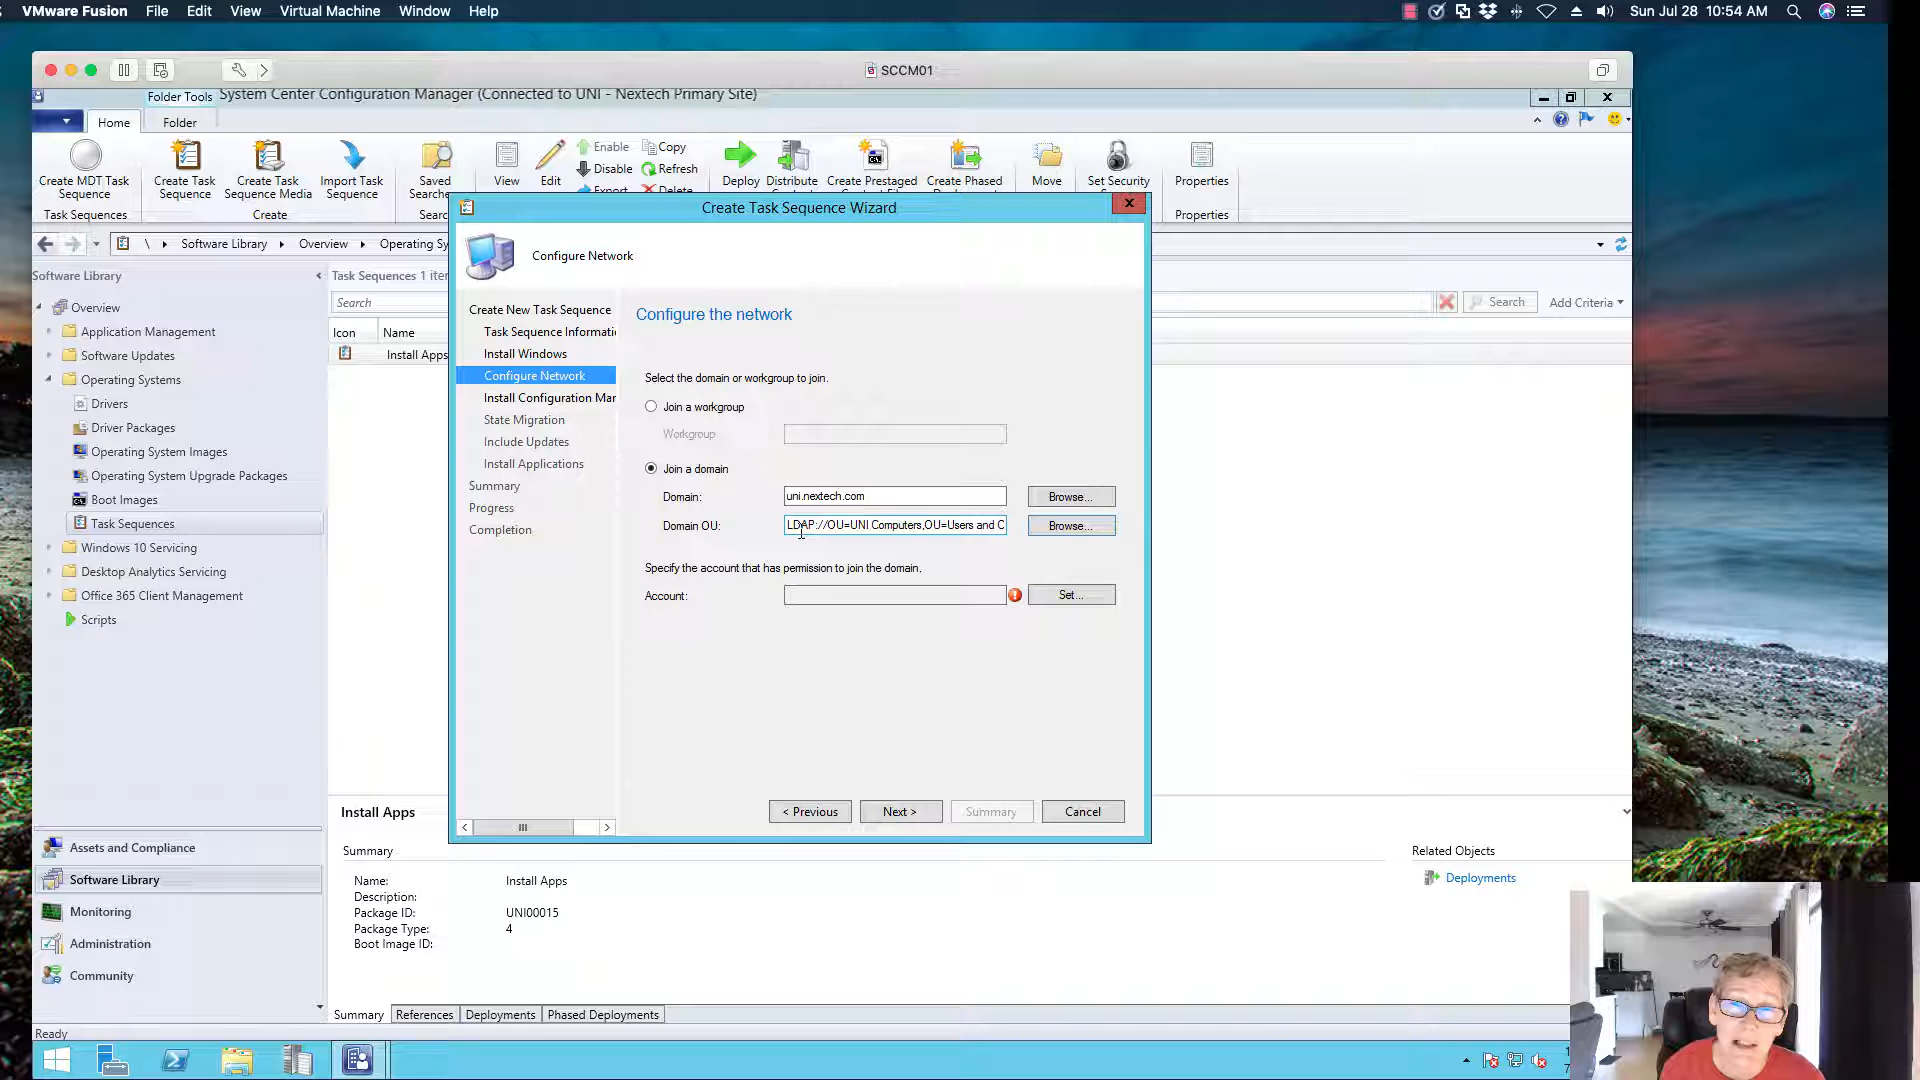 VMware Fusion File Edit View Virtual Machine Window Help Sun Jul 28 10:54 AM
SCCM01
Folder Tools System Center Configuration Manager (Connected to UNI - Nextech Primary Site)
Home Folder
Create MDT Task Sequence
Create Task Sequence
Create Task Sequence Media
Import Task Sequence
Saved
View
Edit
Enable
Disable
Export
Copy
Refresh
Delete
Deploy
Distribute
Create Prestaged
Create Phased
Move
Set Security
Properties
Task Sequences Create Properties
\ Software Library Overview
Create Task Sequence Wizard
Software Library
Overview
Application Management
Software Updates
Operating Systems
Drivers
Driver Packages
Operating System Images
Operating System Upgrade Packages
Boot Images
Task Sequences
Windows 10 Servicing
Desktop Analytics Servicing
Office 365 Client Management
Scripts
Assets and Compliance
Software Library
Monitoring
Administration
Community
Task Sequences 1
Search
Search
Add Criteria
Icon Name
Install Apps
Configure Network
Create New Task Sequence
Task Sequence Informati
Install Windows
Configure Network
Install Configuration Mar
State Migration
Include Updates
Install Applications
Summary
Progress
Completion
Configure the network
Select the domain or workgroup to join.
Join a workgroup
Workgroup
Join a domain
Domain: uni.nextech.com Browse...
Domain OU: LDAP://OU=UNI Computers,OU=Users and C Browse...
Specify the account that has permission to join the domain.
Account: Set...
< Previous Next > Summary Cancel
Install Apps
Summary
Name: Install Apps
Description:
Package ID: UNI00015
Package Type: 4
Boot Image ID:
Related Objects
Deployments
Summary References Deployments Phased Deployments
Ready